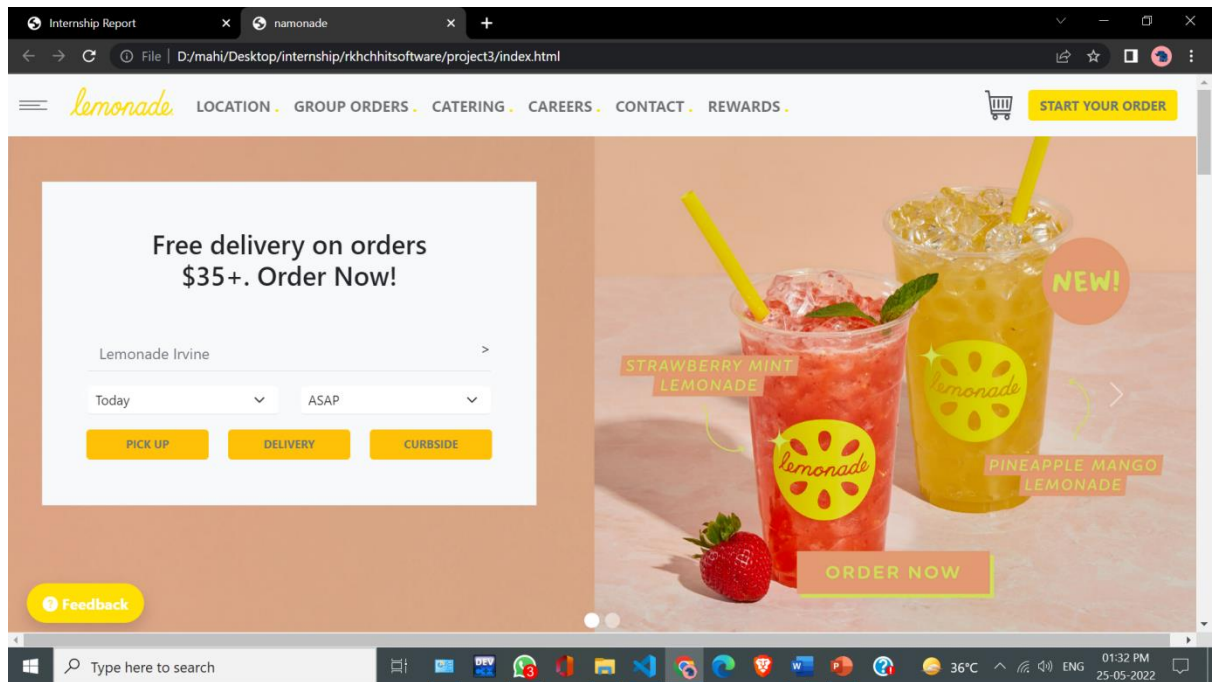 Internship Report
namonade
File | D:/mahi/Desktop/internship/rkhchhitsoftware/project3/index.html
lemonade. LOCATION. GROUP ORDERS. CATERING. CAREERS. CONTACT. REWARDS. START YOUR ORDER
Free delivery on orders
$35+. Order Now!
Lemonade Irvine >
Today ASAP
PICK UP DELIVERY CURBSIDE
NEW!
STRAWBERRY MINT
LEMONADE
lemonade
lemonade
PINEAPPLE MANGO
LEMONADE
ORDER NOW
? Feedback
Type here to search
DEV
3
36°C
ENG
01:32 PM
25-05-2022